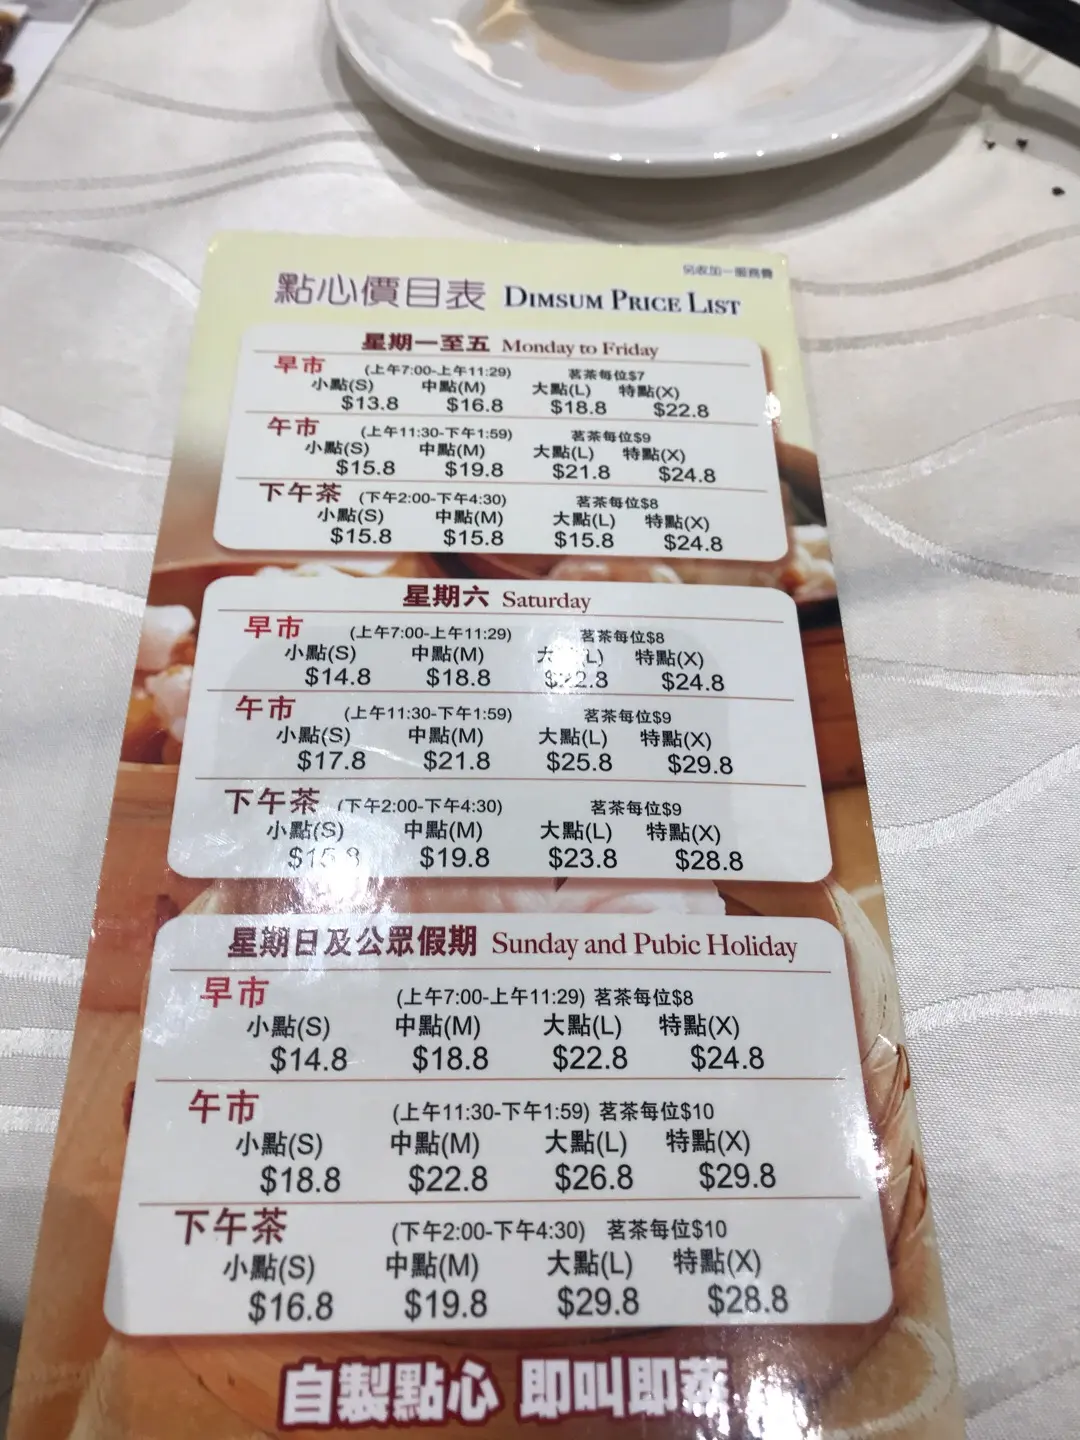 另收加一服務費
點心價目表 DIMSUM PRICE LIST
星期一至五 Monday to Friday
早市 (上午7:00-上午11:29) 茗茶每位$7
小點(S) 中點(M) 大點(L) 特點(X)
$13.8 $16.8 $18.8 $22.8
午市 (上午11:30-下午1:59) 茗茶每位$9
小點(S) 中點(M) 大點(L) 特點(X)
$15.8 $19.8 $21.8 $24.8
下午茶 (下午2:00-下午4:30) 茗茶每位$8
小點(S) 中點(M) 大點(L) 特點(X)
$15.8 $15.8 $15.8 $24.8
星期六 Saturday
早市 (上午7:00-上午11:29) 茗茶每位$8
小點(S) 中點(M) 大點(L) 特點(X)
$14.8 $18.8 $22.8 $24.8
午市 (上午11:30-下午1:59) 茗茶每位$9
小點(S) 中點(M) 大點(L) 特點(X)
$17.8 $21.8 $25.8 $29.8
下午茶 (下午2:00-下午4:30) 茗茶每位$9
小點(S) 中點(M) 大點(L) 特點(X)
$15.8 $19.8 $23.8 $28.8
星期日及公眾假期 Sunday and Pubic Holiday
早市 (上午7:00-上午11:29) 茗茶每位$8
小點(S) 中點(M) 大點(L) 特點(X)
$14.8 $18.8 $22.8 $24.8
午市 (上午11:30-下午1:59) 茗茶每位$10
小點(S) 中點(M) 大點(L) 特點(X)
$18.8 $22.8 $26.8 $29.8
下午茶 (下午2:00-下午4:30) 茗茶每位$10
小點(S) 中點(M) 大點(L) 特點(X)
$16.8 $19.8 $29.8 $28.8
自製點心 即叫即蒸